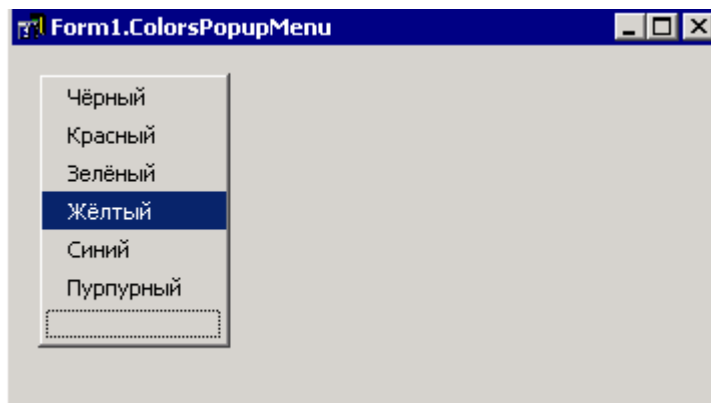 Form1.ColorsPopupMenu
Чёрный
Красный
Зелёный
Жёлтый
Синий
Пурпурный